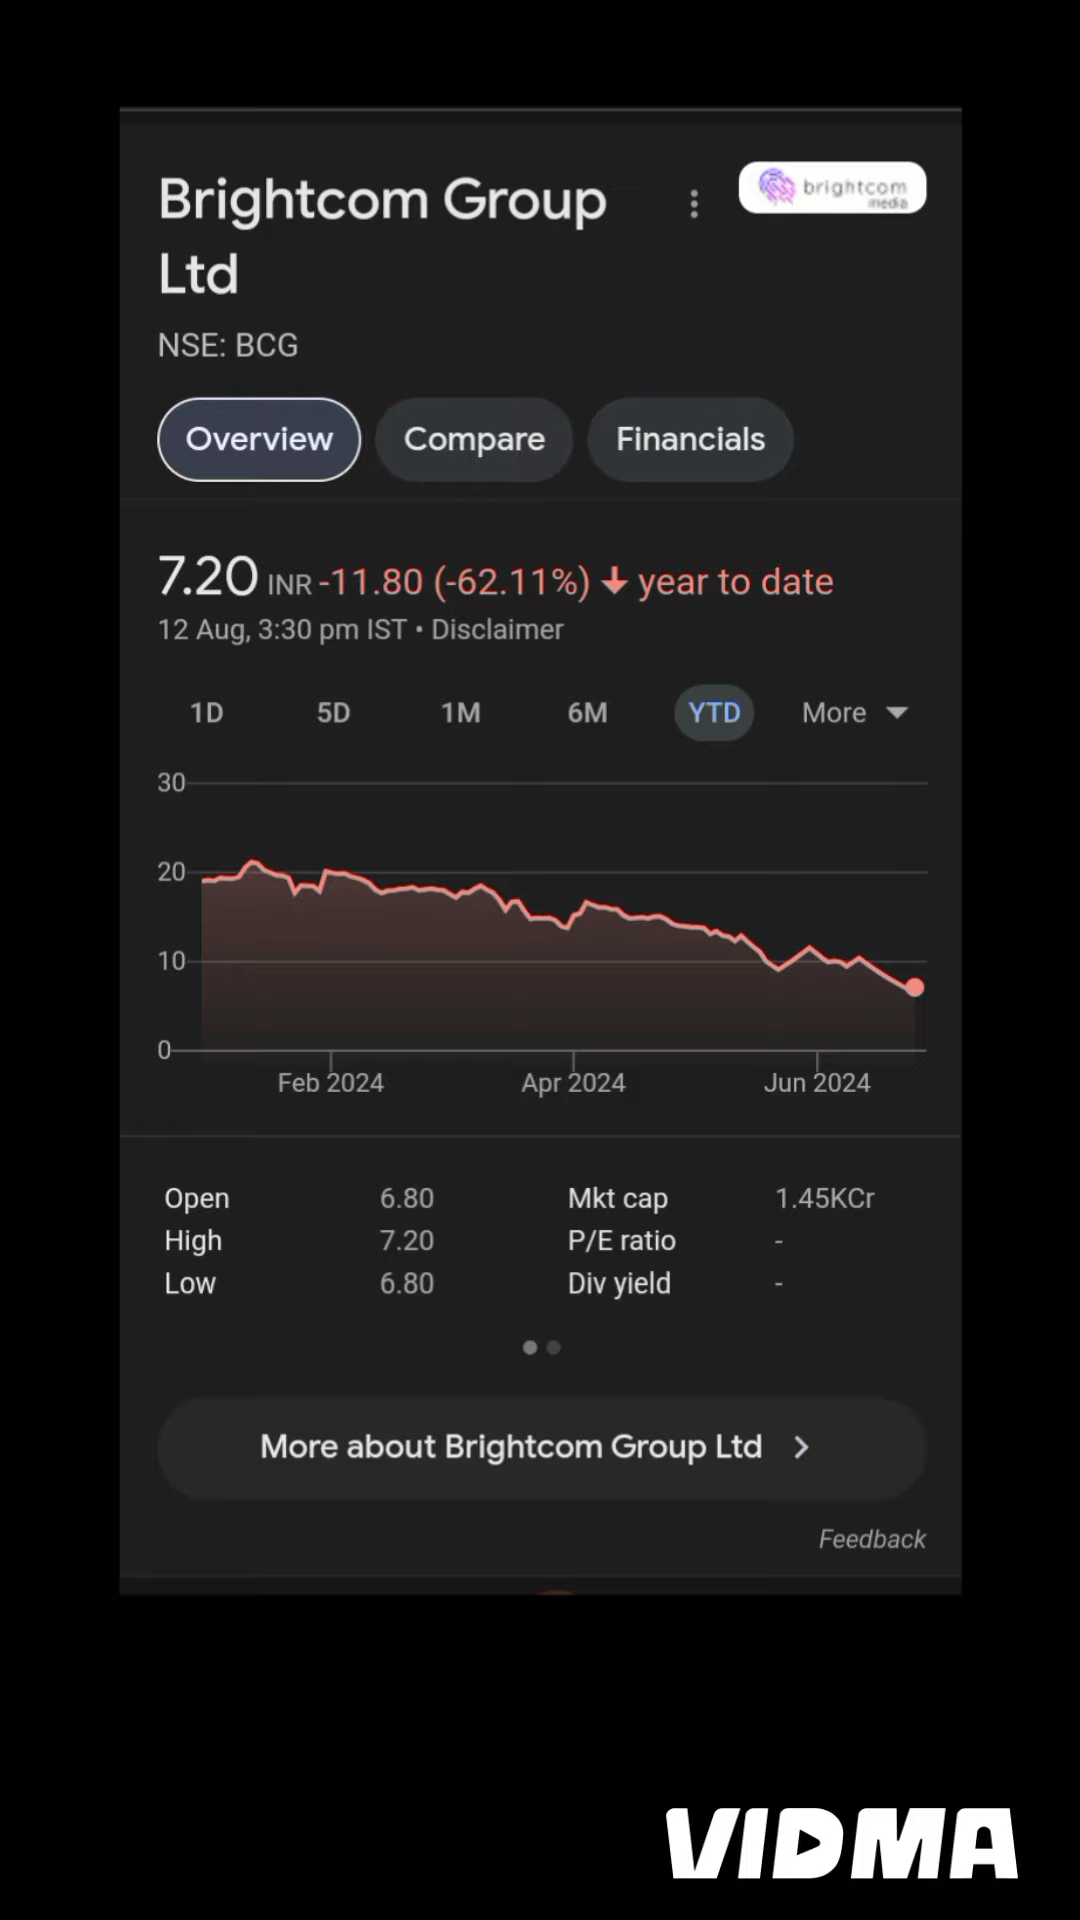 Brightcom Group
Ltd
brightcom
media
NSE: BCG
Overview Compare Financials
7.20 INR -11.80 (-62.11%) ↓ year to date
12 Aug, 3:30 pm IST • Disclaimer
1D 5D 1M 6M YTD More
30
20
10
0
Feb 2024 Apr 2024 Jun 2024
Open 6.80 Mkt cap 1.45KCr
High 7.20 P/E ratio -
Low 6.80 Div yield -
More about Brightcom Group Ltd
Feedback
VIDMA